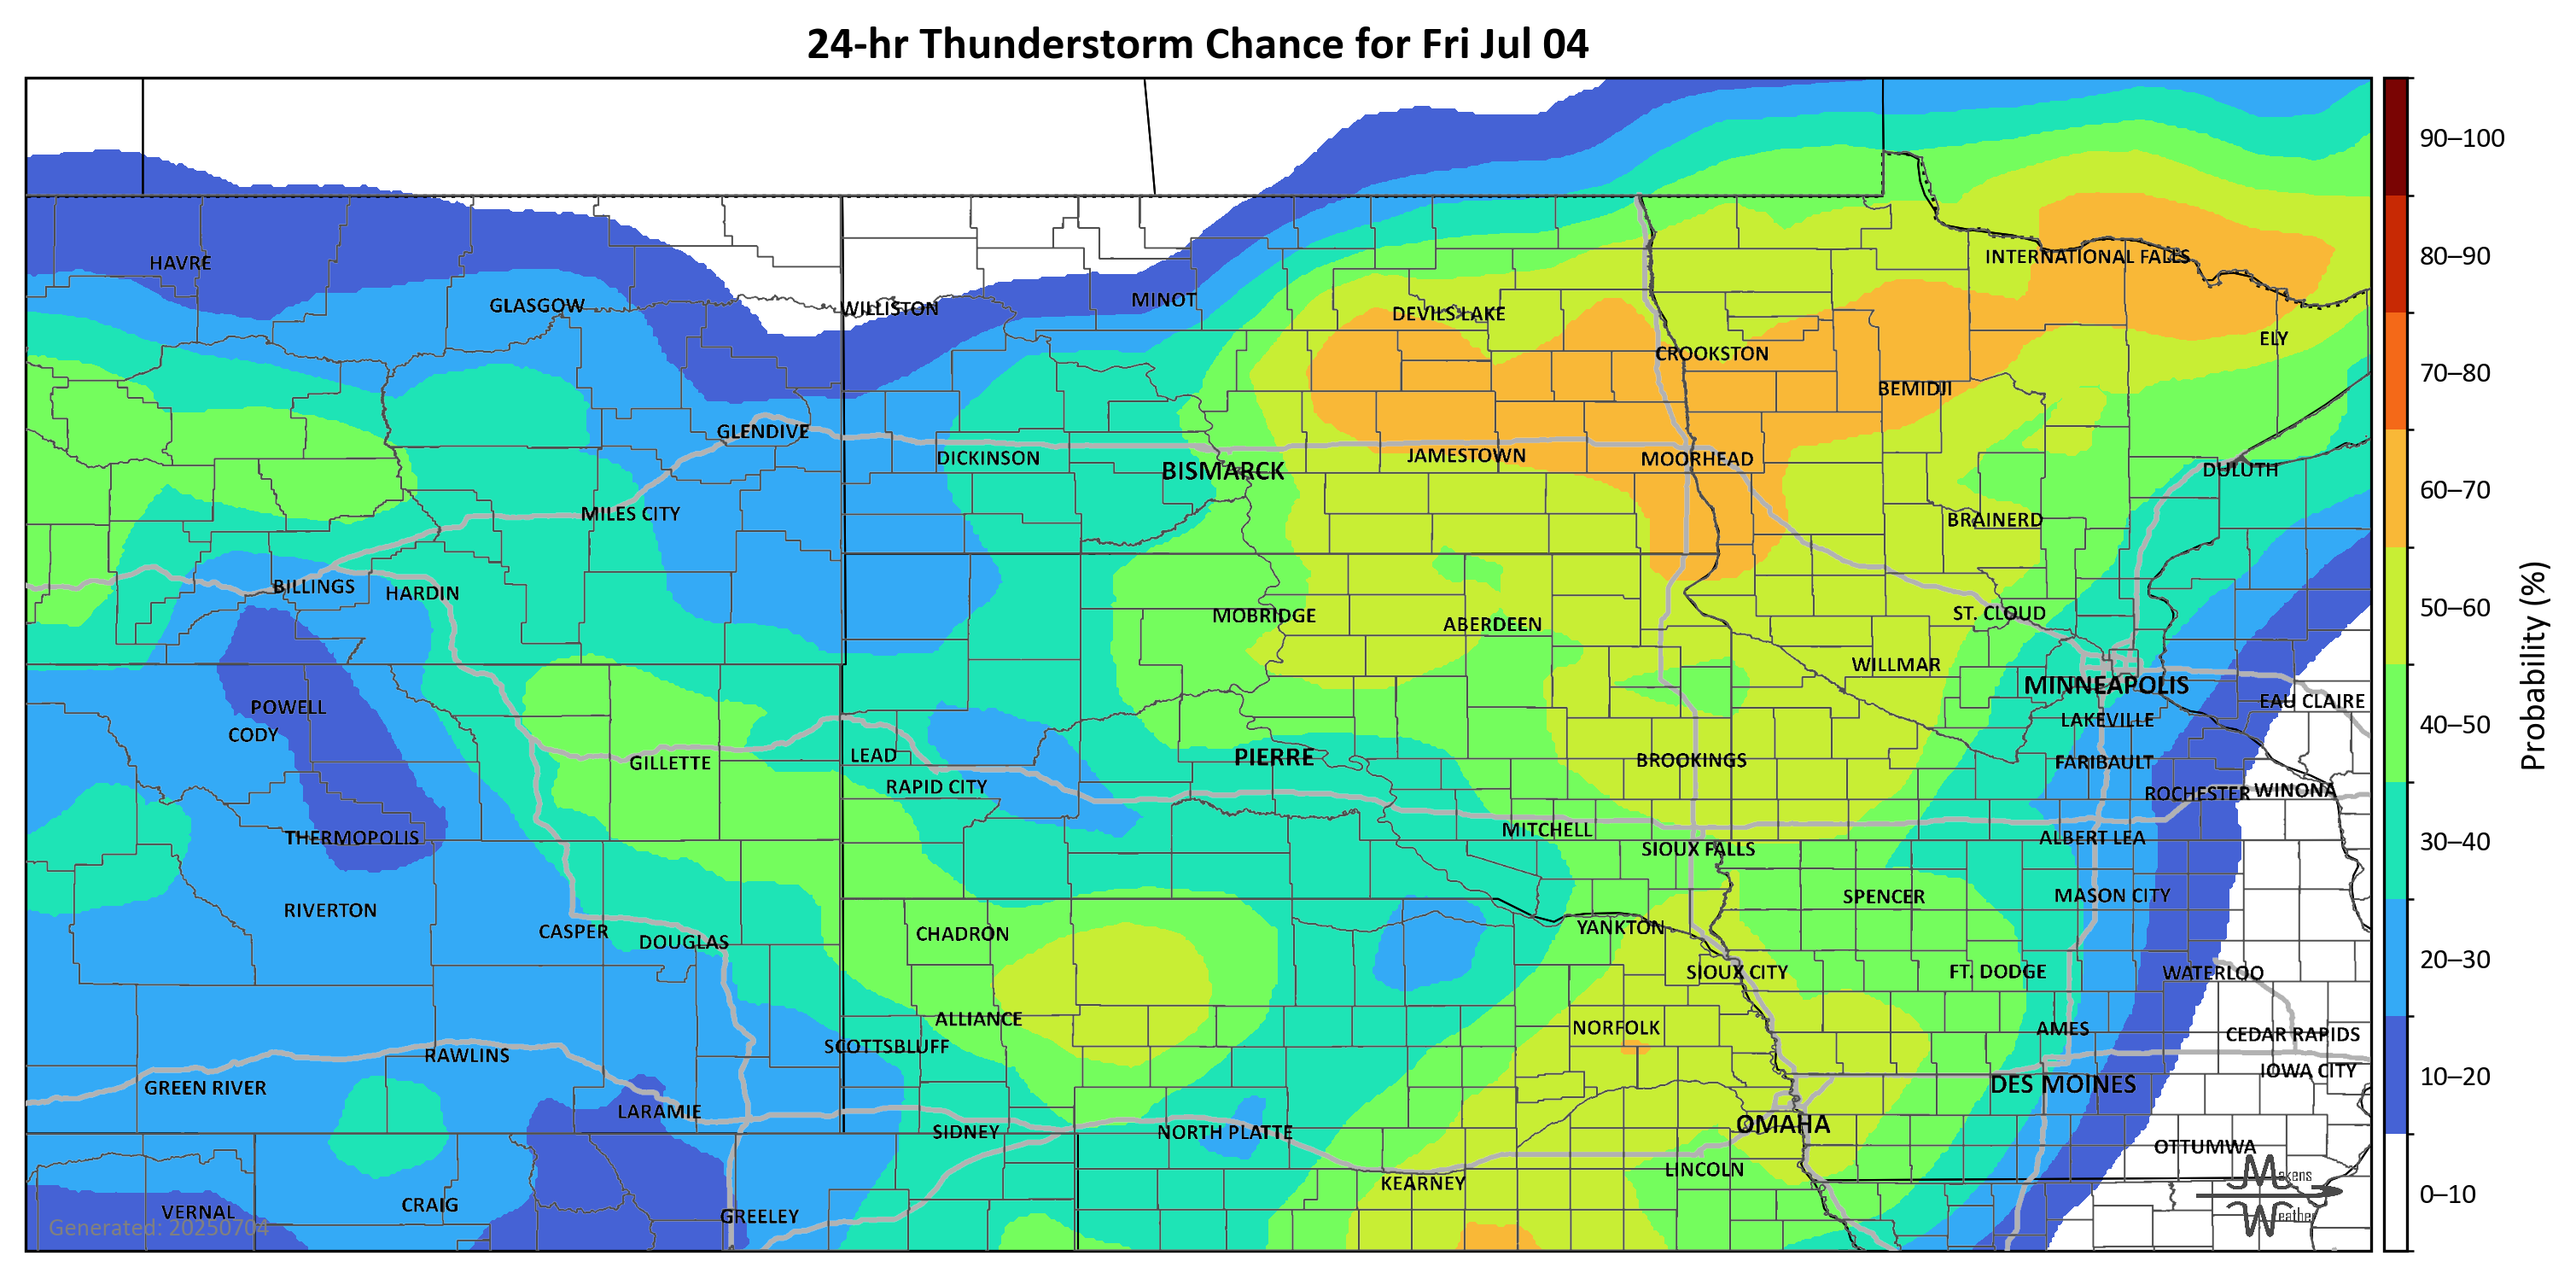 24-hr Thunderstorm Chance for Fri Jul 04
90–100
80–90
70–80
60–70
50–60
40–50
30–40
20–30
10–20
0–10
Probability (%)
HAVRE
INTERNATIONAL FALLS
GLASGOW
WILLISTON
MINOT
DEVILS LAKE
ELY
CROOKSTON
BEMIDJI
GLENDIVE
DICKINSON
BISMARCK
JAMESTOWN
MOORHEAD
DULUTH
MILES CITY
BRAINERD
BILLINGS
HARDIN
MOBRIDGE
ABERDEEN
ST. CLOUD
WILLMAR
MINNEAPOLIS
EAU CLAIRE
POWELL
CODY
LAKEVILLE
LEAD
PIERRE
GILLETTE
BROOKINGS
FARIBAULT
RAPID CITY
ROCHESTER
WINONA
THERMOPOLIS
MITCHELL
ALBERT LEA
SIOUX FALLS
SPENCER
MASON CITY
RIVERTON
CASPER
DOUGLAS
CHADRON
YANKTON
SIOUX CITY
FT. DODGE
WATERLOO
ALLIANCE
NORFOLK
AMES
CEDAR RAPIDS
SCOTTSBLUFF
RAWLINS
GREEN RIVER
IOWA CITY
DES MOINES
LARAMIE
SIDNEY
NORTH PLATTE
OMAHA
OTTUMWA
LINCOLN
KEARNEY
CRAIG
VERNAL
GREELEY
Generated: 20250704
Makens
Weather